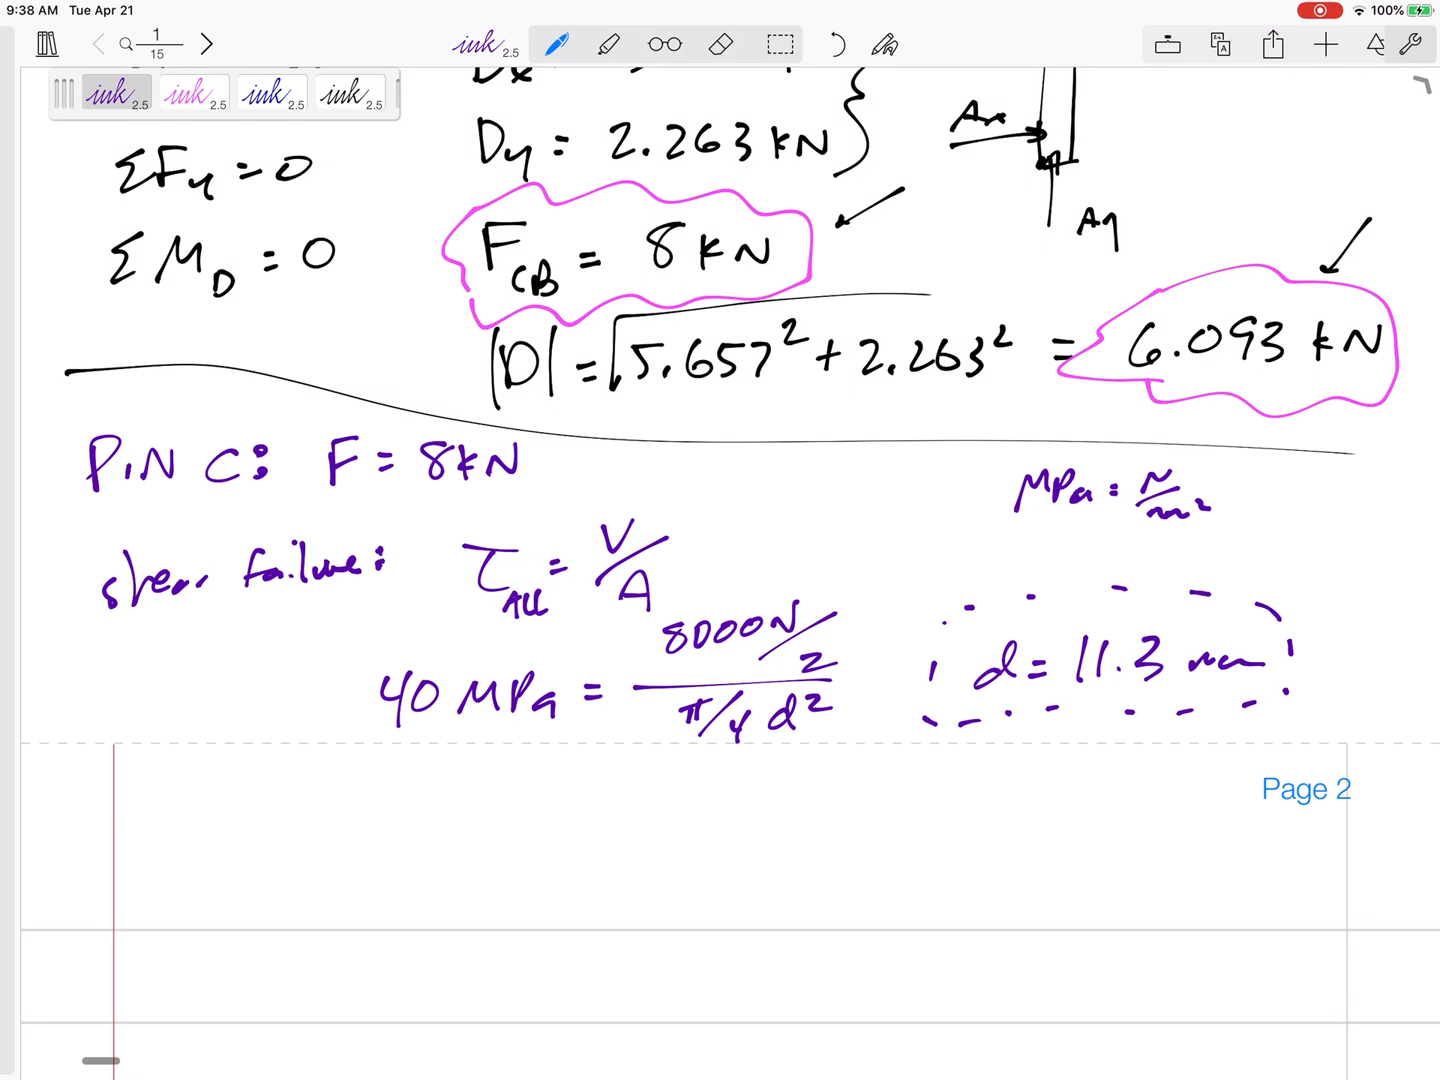 9:38 AM Tue Apr 21
100%
1
15
ink 2.5
ink 2.5 ink 2.5 ink 2.5 ink 2.5
Dy = 2.263 kN
Ax
ΣFy = 0
Ay
FCB = 8 kN
ΣMD = 0
|D| = √5.657² + 2.263² = 6.093 kN
PIN C: F = 8kN
MPa = N/mm²
shear failure: τALL = V/A
40 MPa = 8000N/2 / π/4 d²
d = 11.3 mm
Page 2